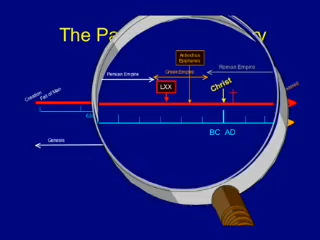 The Pa
y
Antiochus
Epiphanes
Persian Empire
Greek Empire
Roman Empire
LXX
Christ
Creation
Fall of Man
BC AD
Genesis